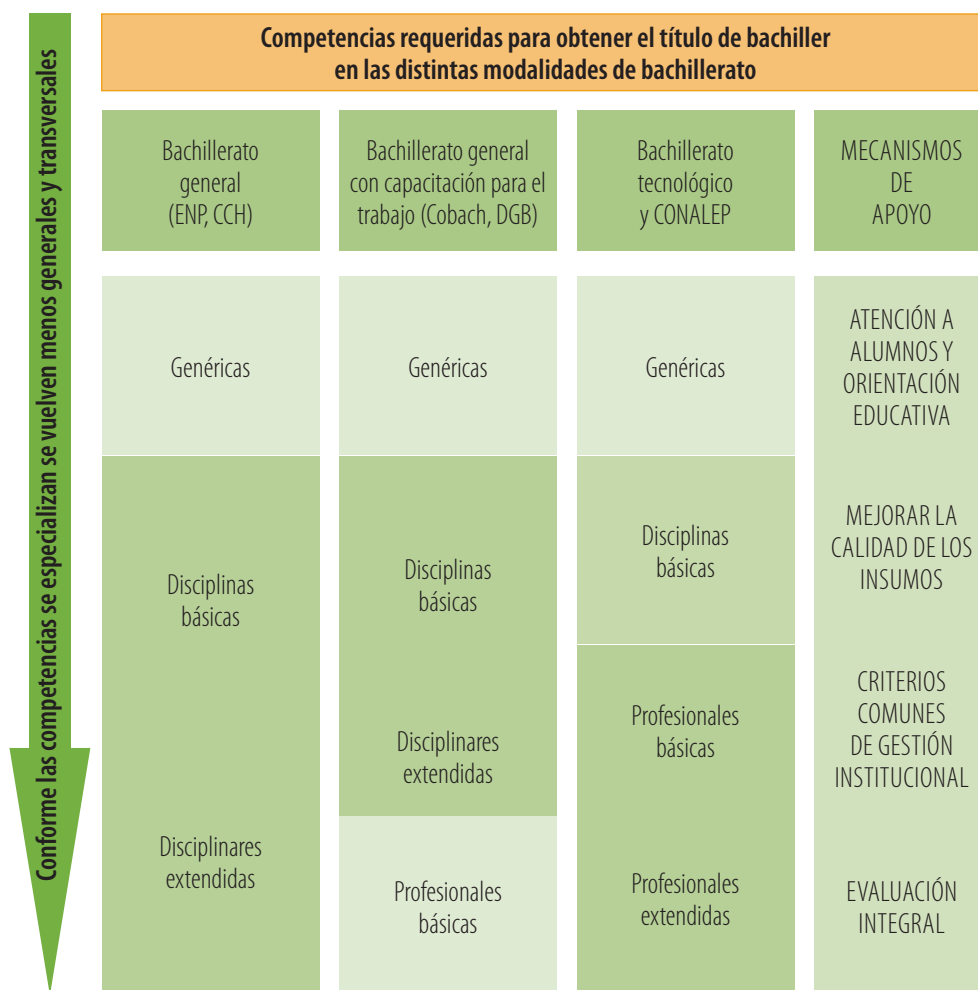 Conforme las competencias se especializan se vuelven menos generales y transversales
Competencias requeridas para obtener el título de bachiller
en las distintas modalidades de bachillerato
Bachillerato
general
(ENP, CCH)
Bachillerato general
con capacitación para el
trabajo (Cobach, DGB)
Bachillerato
tecnológico
y CONALEP
MECANISMOS
DE
APOYO
Genéricas
Genéricas
Genéricas
ATENCIÓN A
ALUMNOS Y
ORIENTACIÓN
EDUCATIVA
Disciplinas
básicas
Disciplinas
básicas
Disciplinas
básicas
MEJORAR LA
CALIDAD DE LOS
INSUMOS
Disciplinares
extendidas
Disciplinares
extendidas
Profesionales
básicas
CRITERIOS
COMUNES
DE GESTIÓN
INSTITUCIONAL
Profesionales
básicas
Profesionales
extendidas
EVALUACIÓN
INTEGRAL